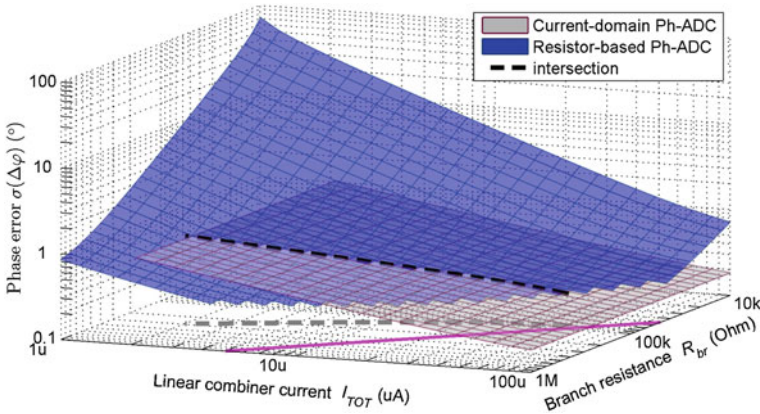 Current-domain Ph-ADC
Resistor-based Ph-ADC
intersection
Phase error σ(Δφ) (°)
100
10
1
0.1
1u
10u
100u
Linear combiner current I_TOT (uA)
1M
100k
10k
Branch resistance R_br (Ohm)